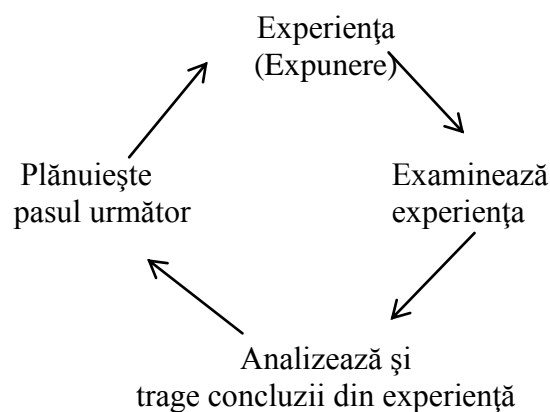 Experienţa
(Expunere)
Examinează
experienţa
Analizează şi
trage concluzii din experienţă
Plănuieşte
pasul următor